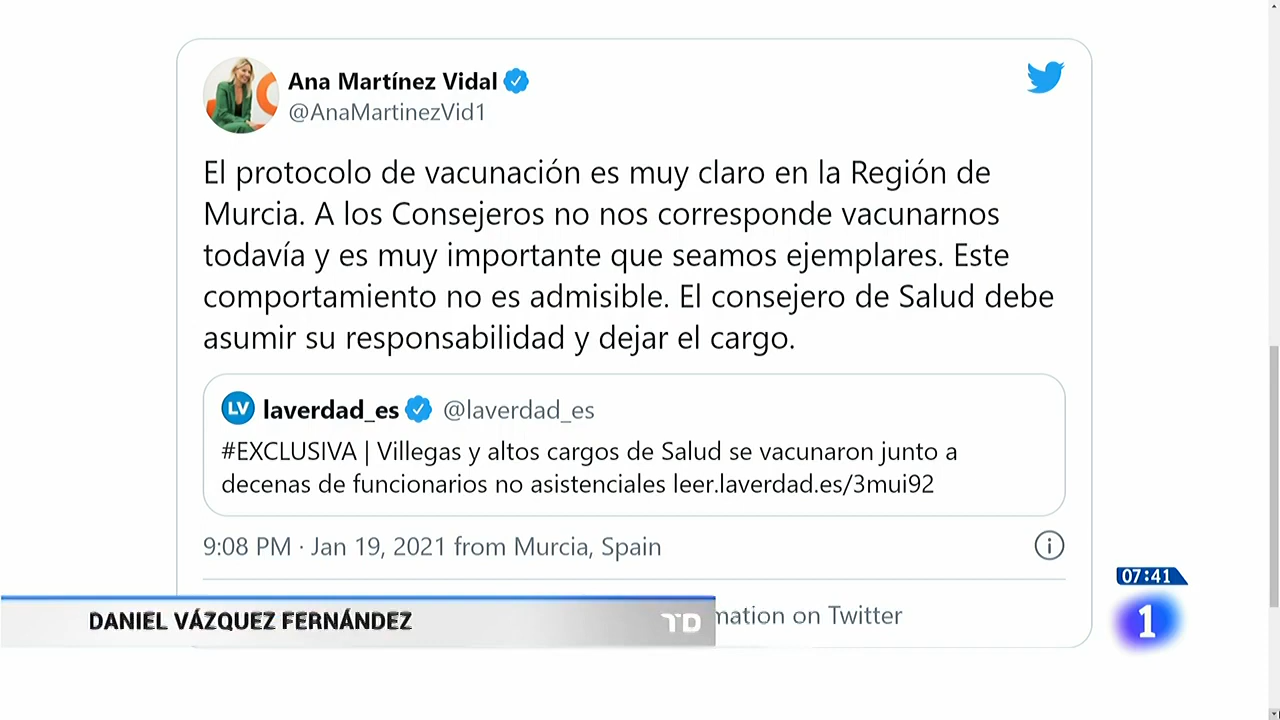 Ana Martínez Vidal
@AnaMartinezVid1
El protocolo de vacunación es muy claro en la Región de
Murcia. A los Consejeros no nos corresponde vacunarnos
todavía y es muy importante que seamos ejemplares. Este
comportamiento no es admisible. El consejero de Salud debe
asumir su responsabilidad y dejar el cargo.
LV laverdad_es @laverdad_es
#EXCLUSIVA | Villegas y altos cargos de Salud se vacunaron junto a
decenas de funcionarios no asistenciales leer.laverdad.es/3mui92
9:08 PM · Jan 19, 2021 from Murcia, Spain
07:41
1
DANIEL VÁZQUEZ FERNÁNDEZ TD
on Twitter